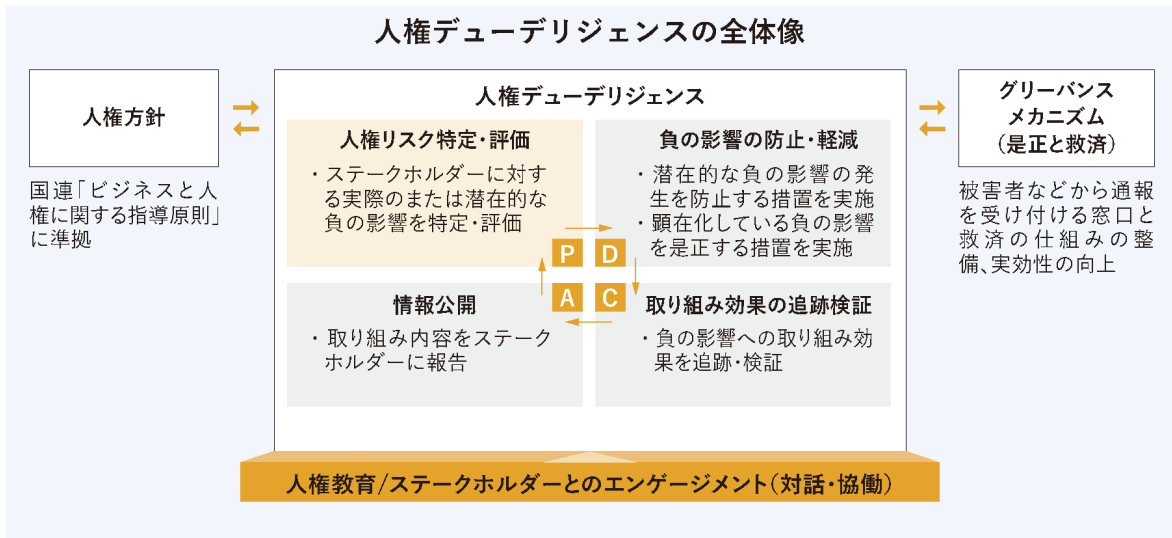 人権デューデリジェンスの全体像
人権方針
国連「ビジネスと人
権に関する指導原則」
に準拠
人権デューデリジェンス
人権リスク特定・評価
・ステークホルダーに対す
る実際のまたは潜在的な
負の影響を特定・評価
負の影響の防止・軽減
・潜在的な負の影響の発
生を防止する措置を実施
・顕在化している負の影響
を是正する措置を実施
P D
A C
情報公開
・取り組み内容をステーク
ホルダーに報告
取り組み効果の追跡検証
・負の影響への取り組み効
果を追跡・検証
グリーバンス
メカニズム
（是正と救済）
被害者などから通報
を受け付ける窓口と
救済の仕組みの整
備、実効性の向上
人権教育/ステークホルダーとのエンゲージメント（対話・協働）